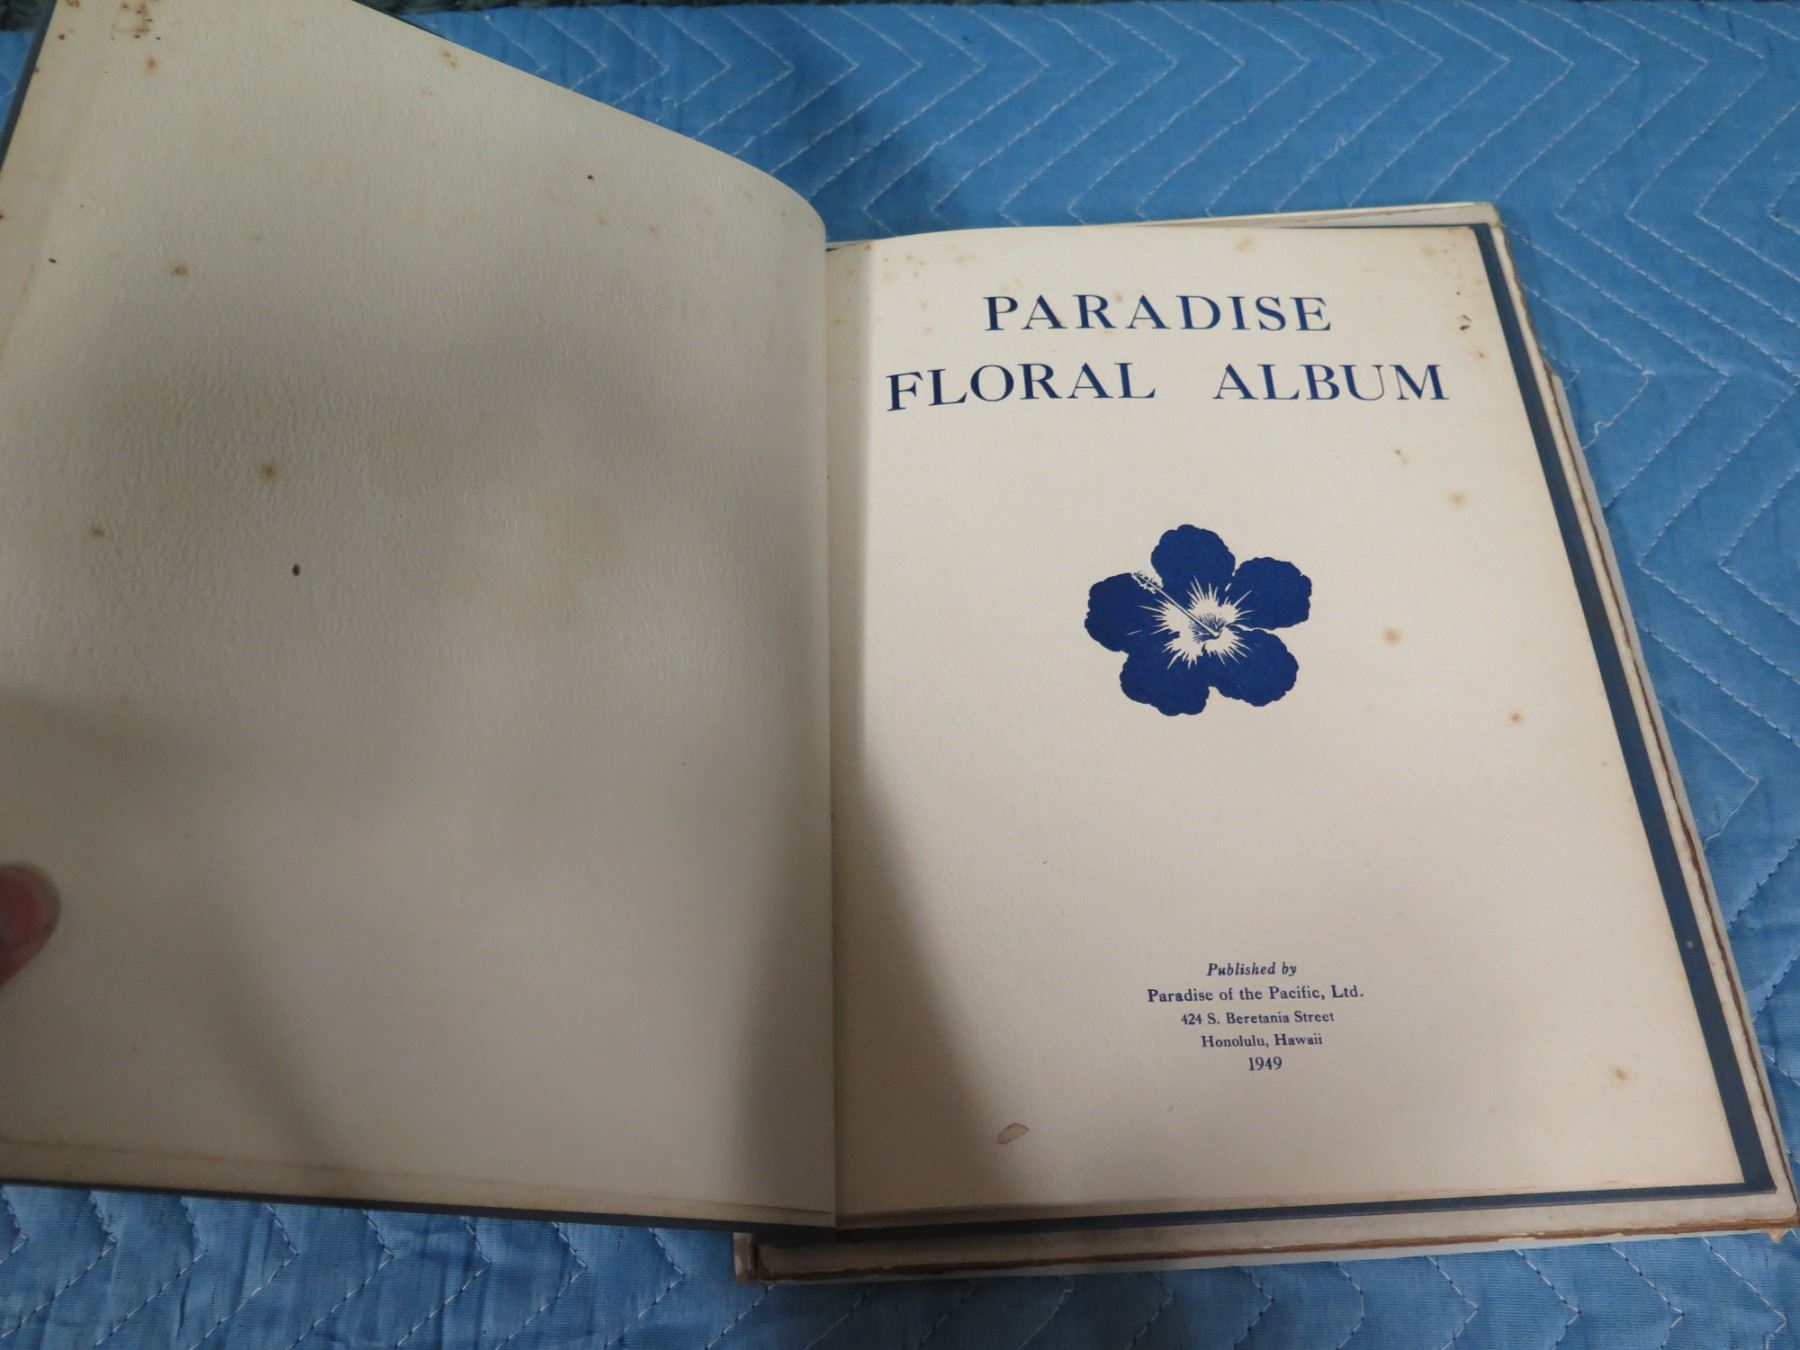 PARADISE
FLORAL ALBUM
Published by
Paradise of the Pacific, Ltd.
424 S. Beretania Street
Honolulu, Hawaii
1949